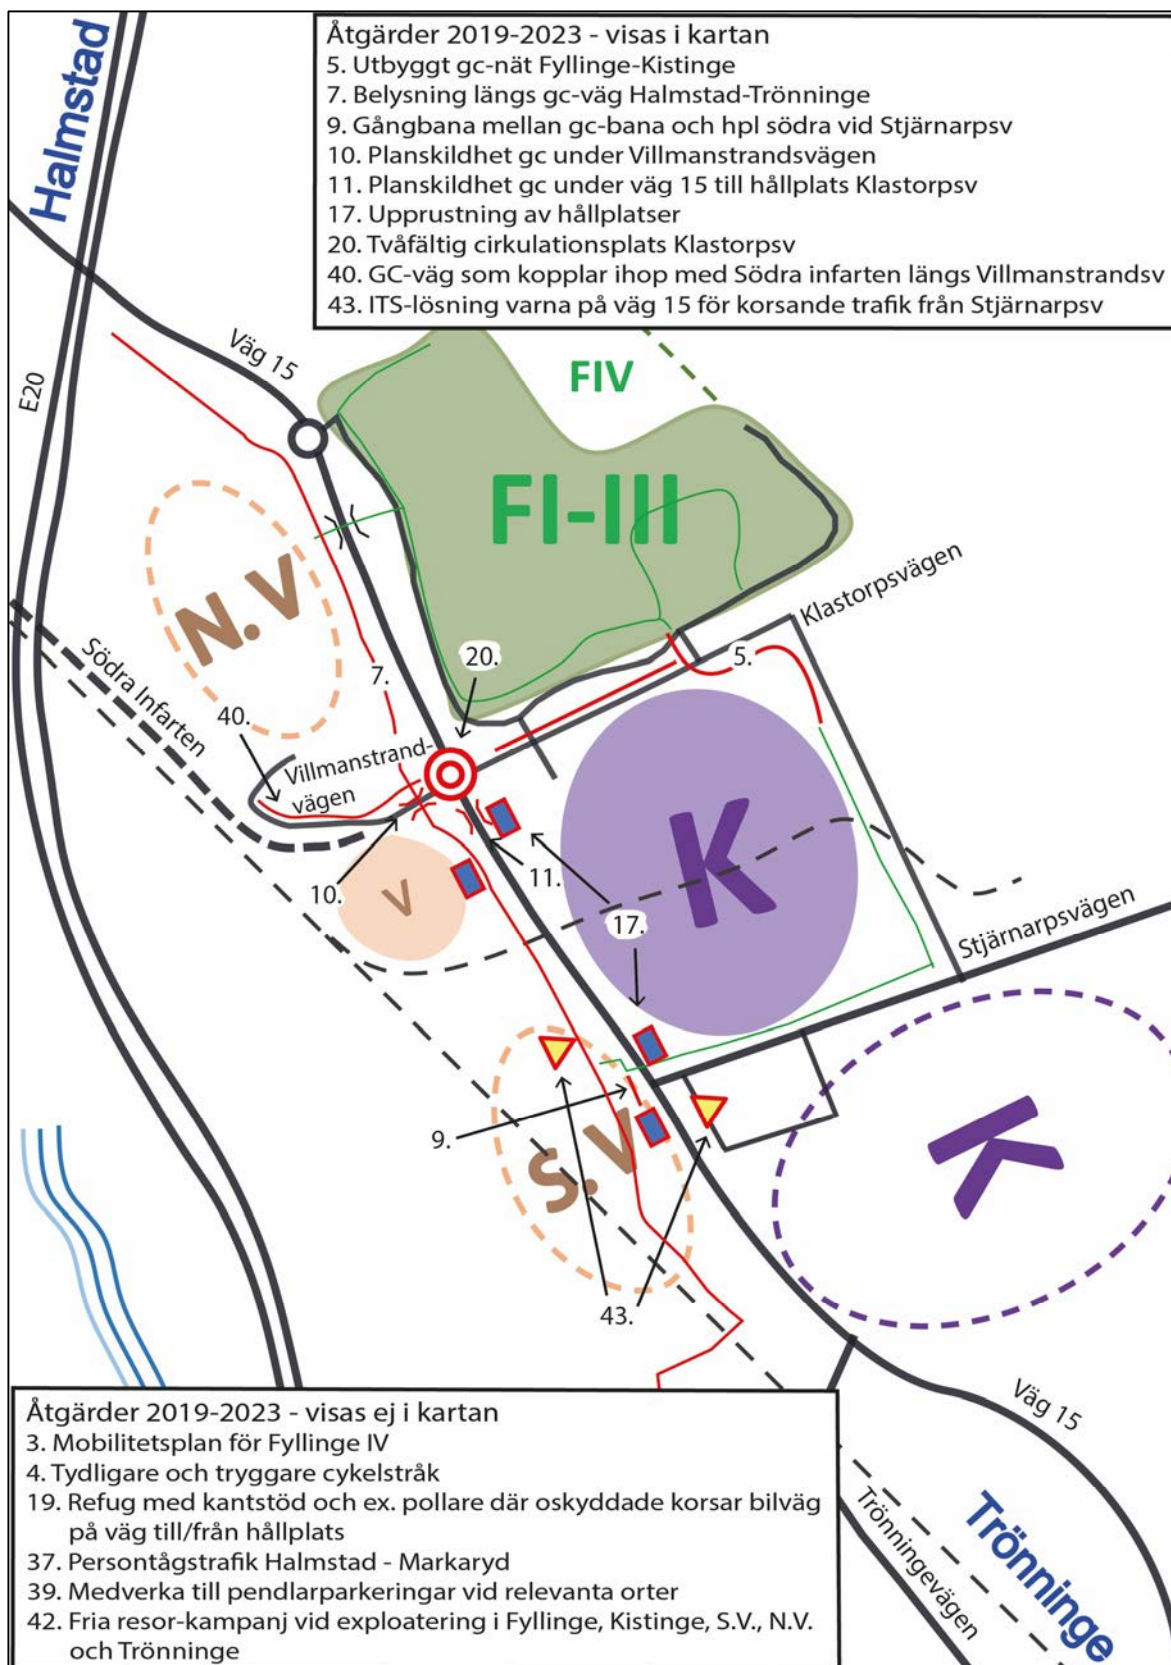 Åtgärder 2019-2023 - visas i kartan
5. Utbyggt gc-nät Fyllinge-Kistinge
7. Belysning längs gc-väg Halmstad-Trönninge
9. Gångbana mellan gc-bana och hpl södra vid Stjärnarpsv
10. Planskildhet gc under Villmanstrandsvägen
11. Planskildhet gc under väg 15 till hållplats Klastorpsv
17. Upprustning av hållplatser
20. Tvåfältig cirkulationsplats Klastorpsv
40. GC-väg som kopplar ihop med Södra infarten längs Villmanstrandsv
43. ITS-lösning varna på väg 15 för korsande trafik från Stjärnarpsv
Halmstad
Väg 15
E20
FIV
FI-III
N.V
Klastorpsvägen
Södra Infarten
20.
5.
7.
40.
Villmanstrand-
vägen
K
10.
V
11.
17.
Stjärnarpsvägen
9.
S.V
K
43.
Väg 15
Trönninge
Trönningevägen
Åtgärder 2019-2023 - visas ej i kartan
3. Mobilitetsplan för Fyllinge IV
4. Tydligare och tryggare cykelstråk
19. Refug med kantstöd och ex. pollare där oskyddade korsar bilväg
på väg till/från hållplats
37. Persontågstrafik Halmstad - Markaryd
39. Medverka till pendlarparkeringar vid relevanta orter
42. Fria resor-kampanj vid exploatering i Fyllinge, Kistinge, S.V., N.V.
och Trönninge